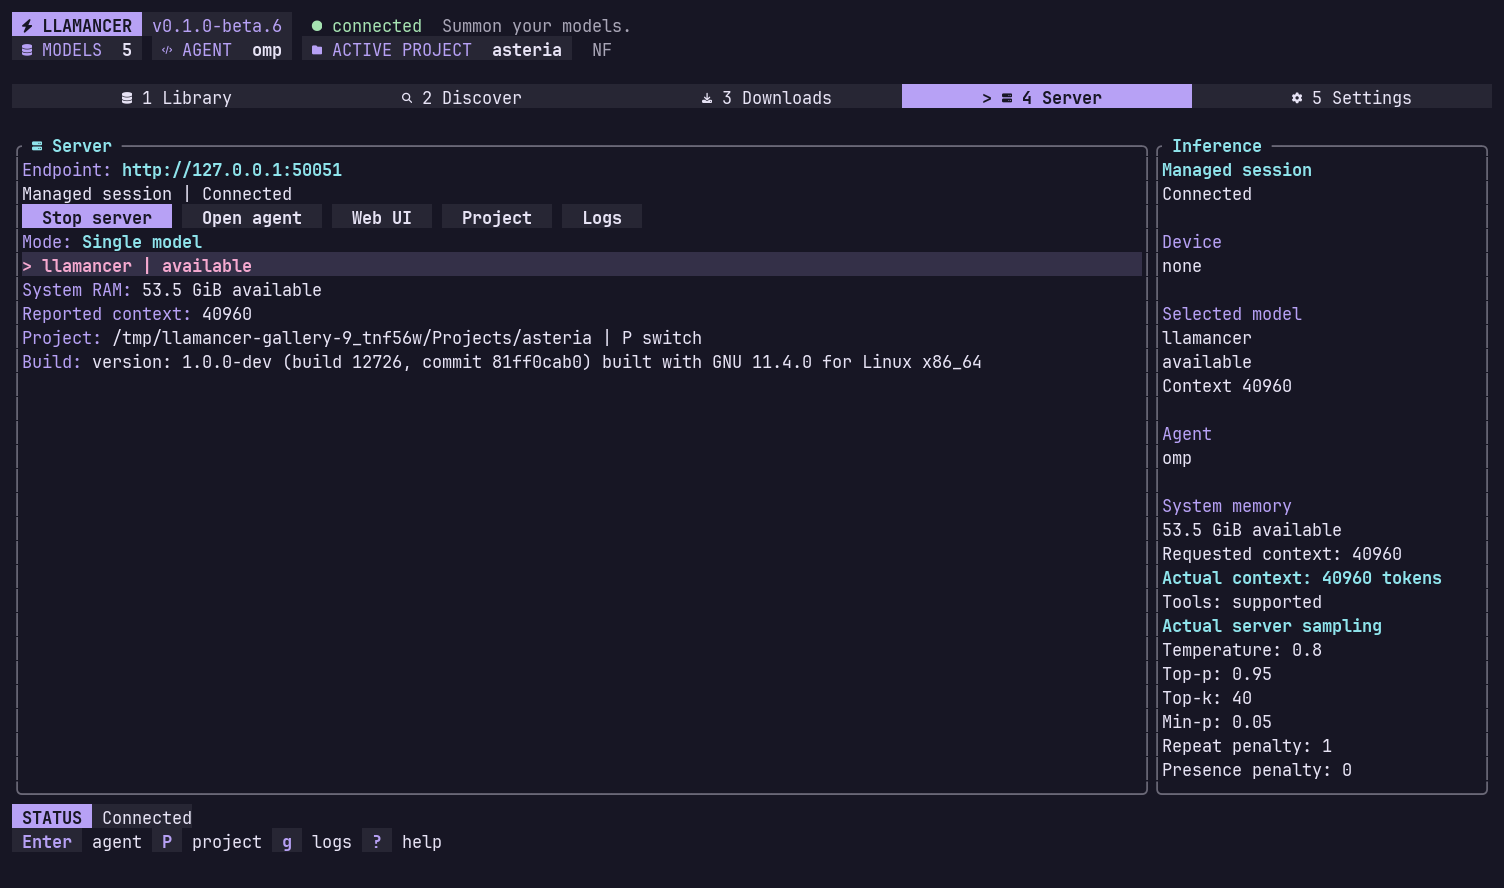 LLAMANCER v0.1.0-beta.6 ● connected Summon your models.
MODELS 5 </> AGENT omp ACTIVE PROJECT asteria NF
1 Library 2 Discover 3 Downloads > 4 Server 5 Settings
Server
Endpoint: http://127.0.0.1:50051
Managed session | Connected
Stop server Open agent Web UI Project Logs
Mode: Single model
> llamancer | available
System RAM: 53.5 GiB available
Reported context: 40960
Project: /tmp/llamancer-gallery-9_tnf56w/Projects/asteria | P switch
Build: version: 1.0.0-dev (build 12726, commit 81ff0cab0) built with GNU 11.4.0 for Linux x86_64
Inference
Managed session
Connected
Device
none
Selected model
llamancer
available
Context 40960
Agent
omp
System memory
53.5 GiB available
Requested context: 40960
Actual context: 40960 tokens
Tools: supported
Actual server sampling
Temperature: 0.8
Top-p: 0.95
Top-k: 40
Min-p: 0.05
Repeat penalty: 1
Presence penalty: 0
STATUS Connected
Enter agent P project g logs ? help